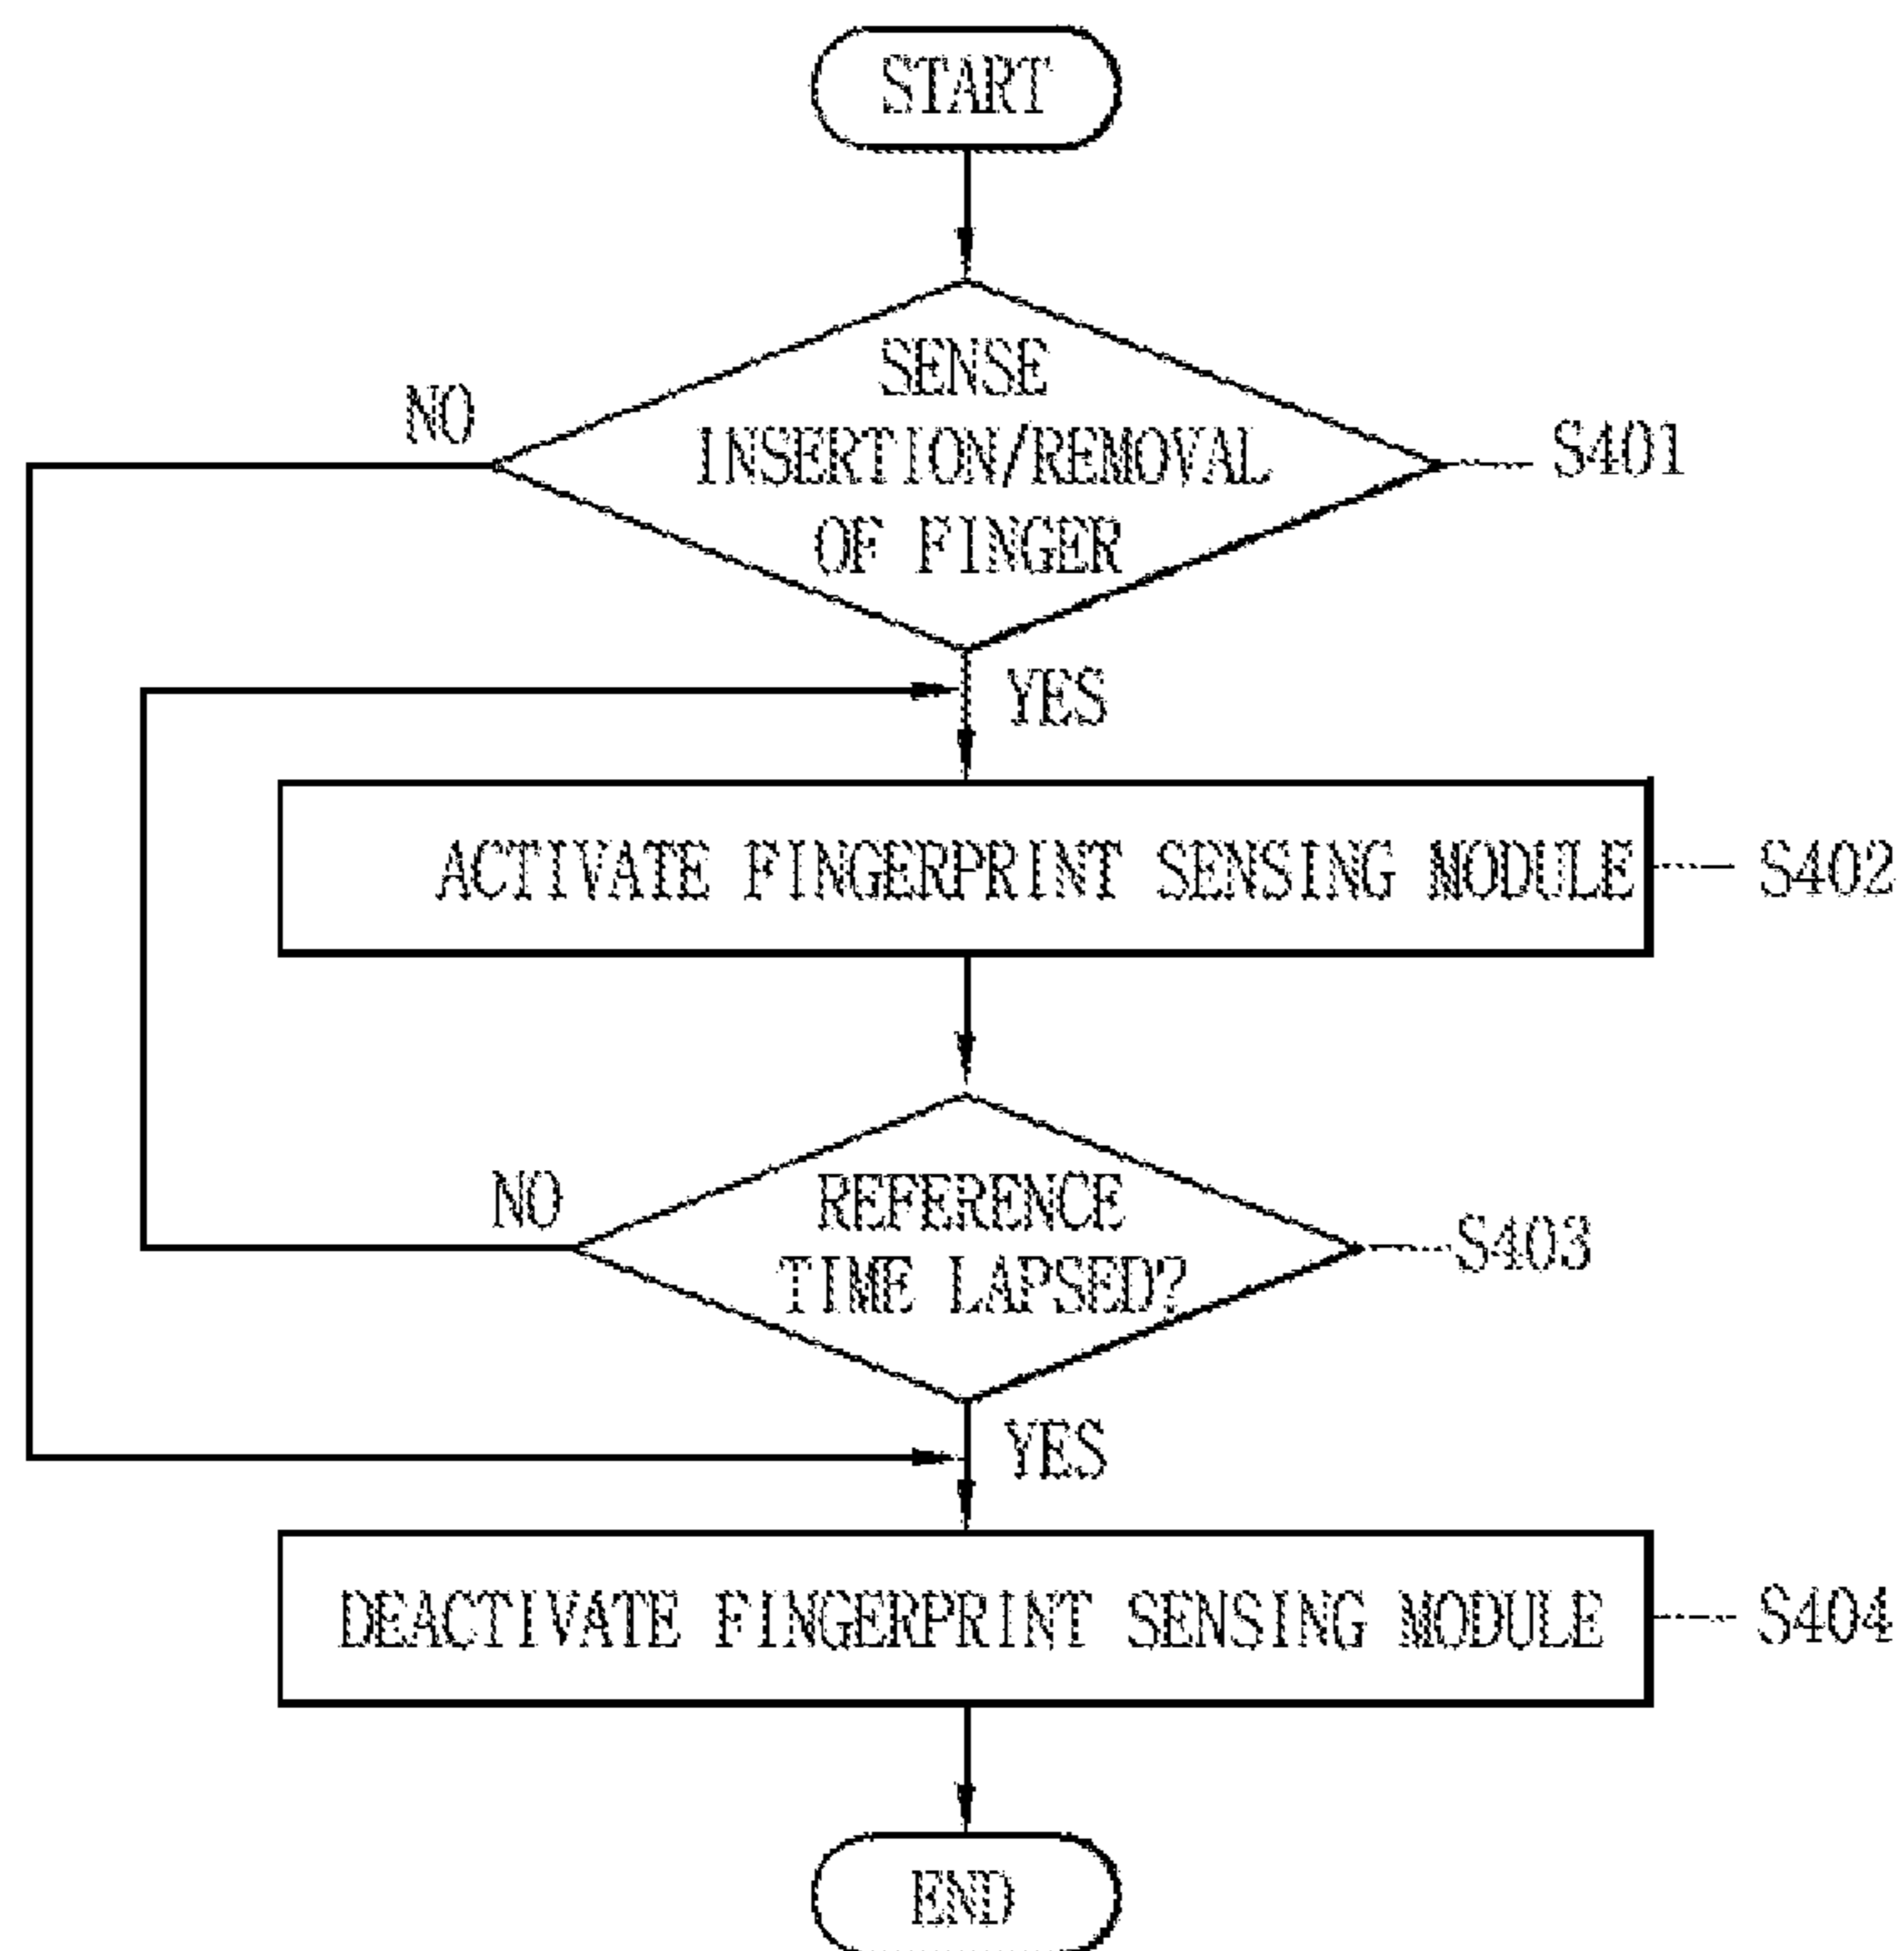 START
SENSE
NO
INSERTION/REMOVAL
S401
OF FINGER
YES
ACTIVATE FINGERPRINT SENSING MODULE
S402
NO
REFERENCE
TIME LAPSED?
S403
YES
DEACTIVATE FINGERPRINT SENSING MODULE
S404
END